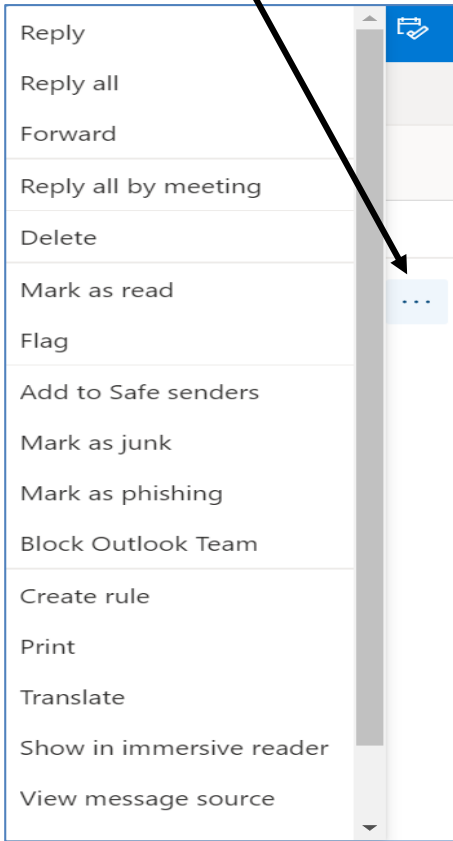 Reply
Reply all
Forward
Reply all by meeting
Delete
Mark as read
...
Flag
Add to Safe senders
Mark as junk
Mark as phishing
Block Outlook Team
Create rule
Print
Translate
Show in immersive reader
View message source